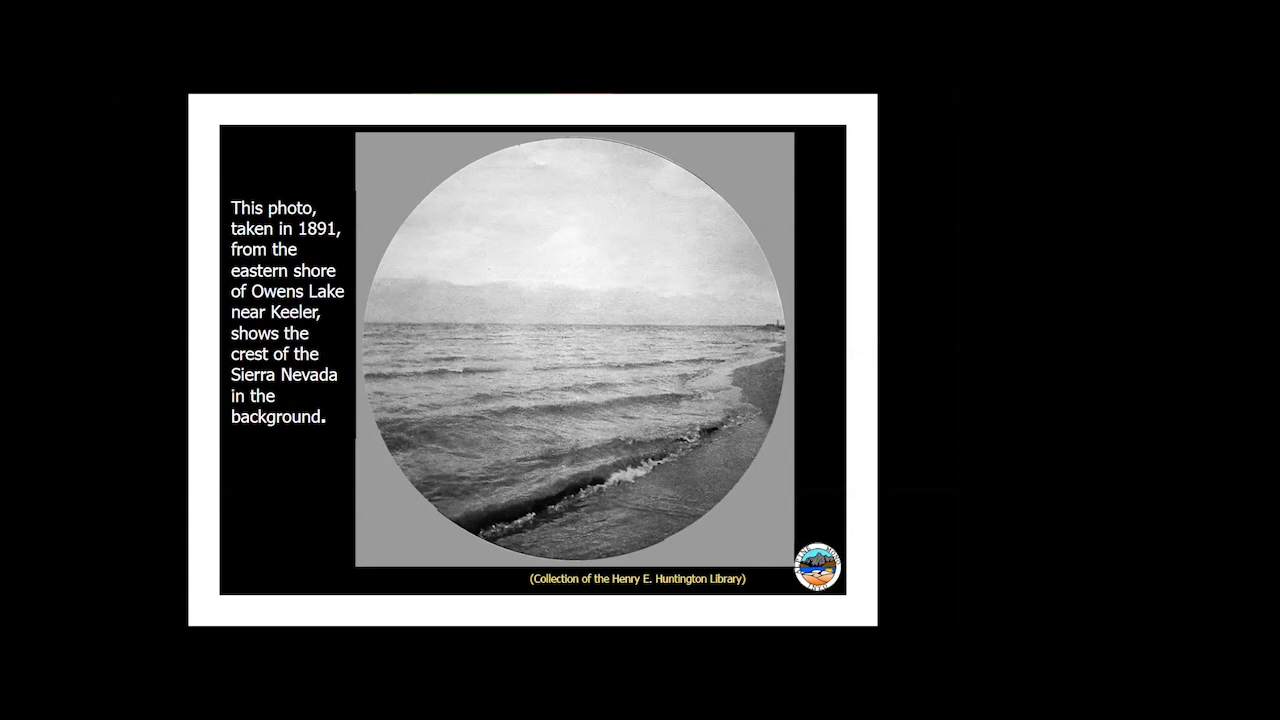 This photo,
taken in 1891,
from the
eastern shore
of Owens Lake
near Keeler,
shows the
crest of the
Sierra Nevada
in the
background.
(Collection of the Henry E. Huntington Library)